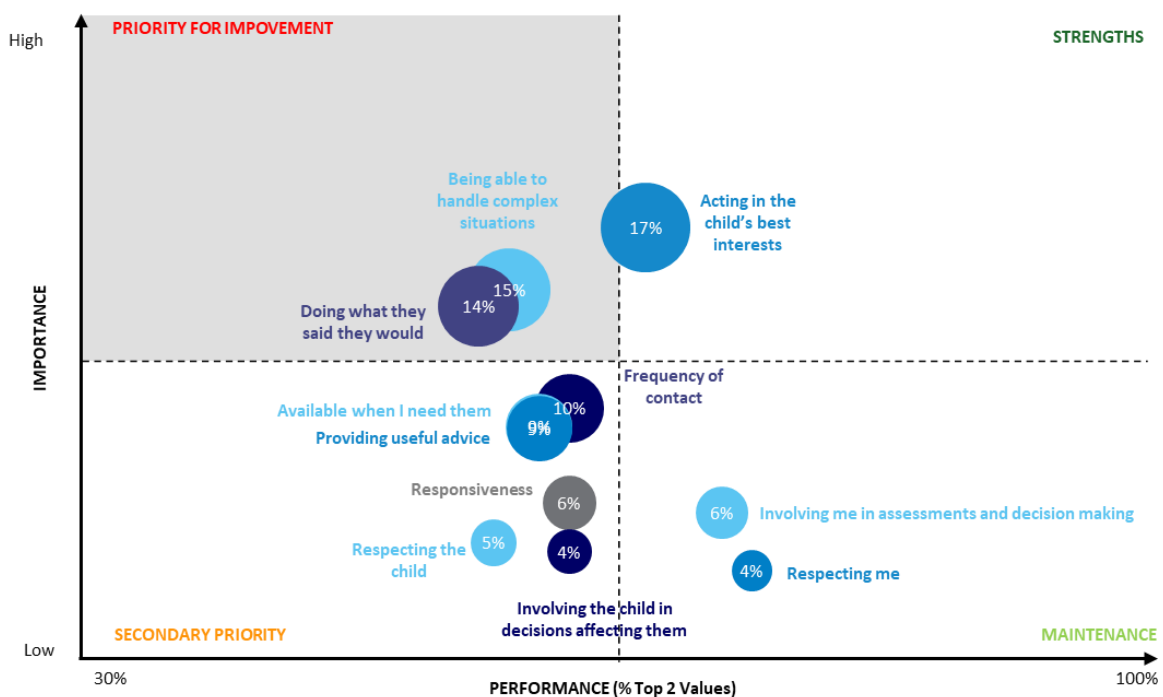 High
PRIORITY FOR IMPOVEMENT
STRENGTHS
Being able to
handle complex
situations
Acting in the
child's best
interests
17%
15%
14%
Doing what they
said they would
IMPORTANCE
Frequency of
contact
10%
Available when I need them
Providing useful advice
9%
9%
Responsiveness
6%
6%
Involving me in assessments and decision making
5%
Respecting the
child
4%
4%
Respecting me
Involving the child in
decisions affecting them
SECONDARY PRIORITY
MAINTENANCE
Low
30%
PERFORMANCE (% Top 2 Values)
100%